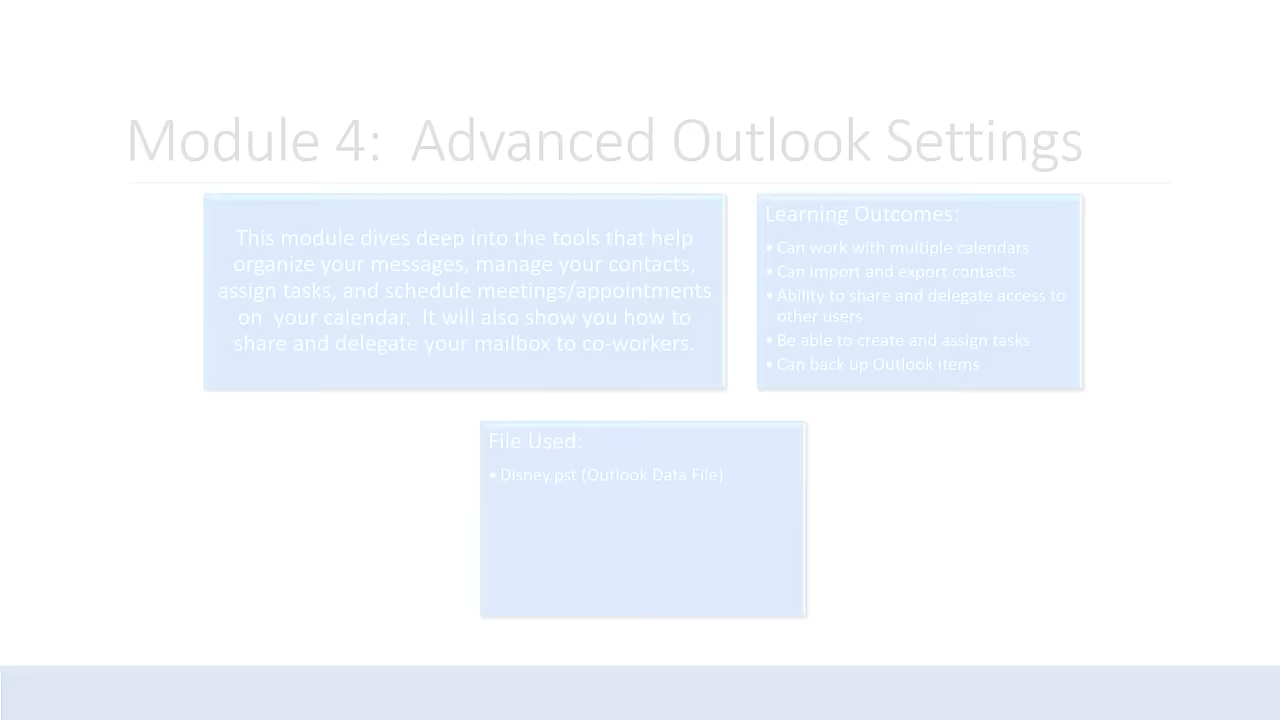 Module 4:  Advanced Outlook Settings
This module dives deep into the tools that help
organize your messages, manage your contacts,
assign tasks, and schedule meetings/appointments
on  your calendar.  It will also show you how to
share and delegate your mailbox to co-workers.
Learning Outcomes:
• Can work with multiple calendars
• Can import and export contacts
• Ability to share and delegate access to
other users
• Be able to create and assign tasks
• Can back up Outlook items
File Used:
• Disney.pst (Outlook Data File)